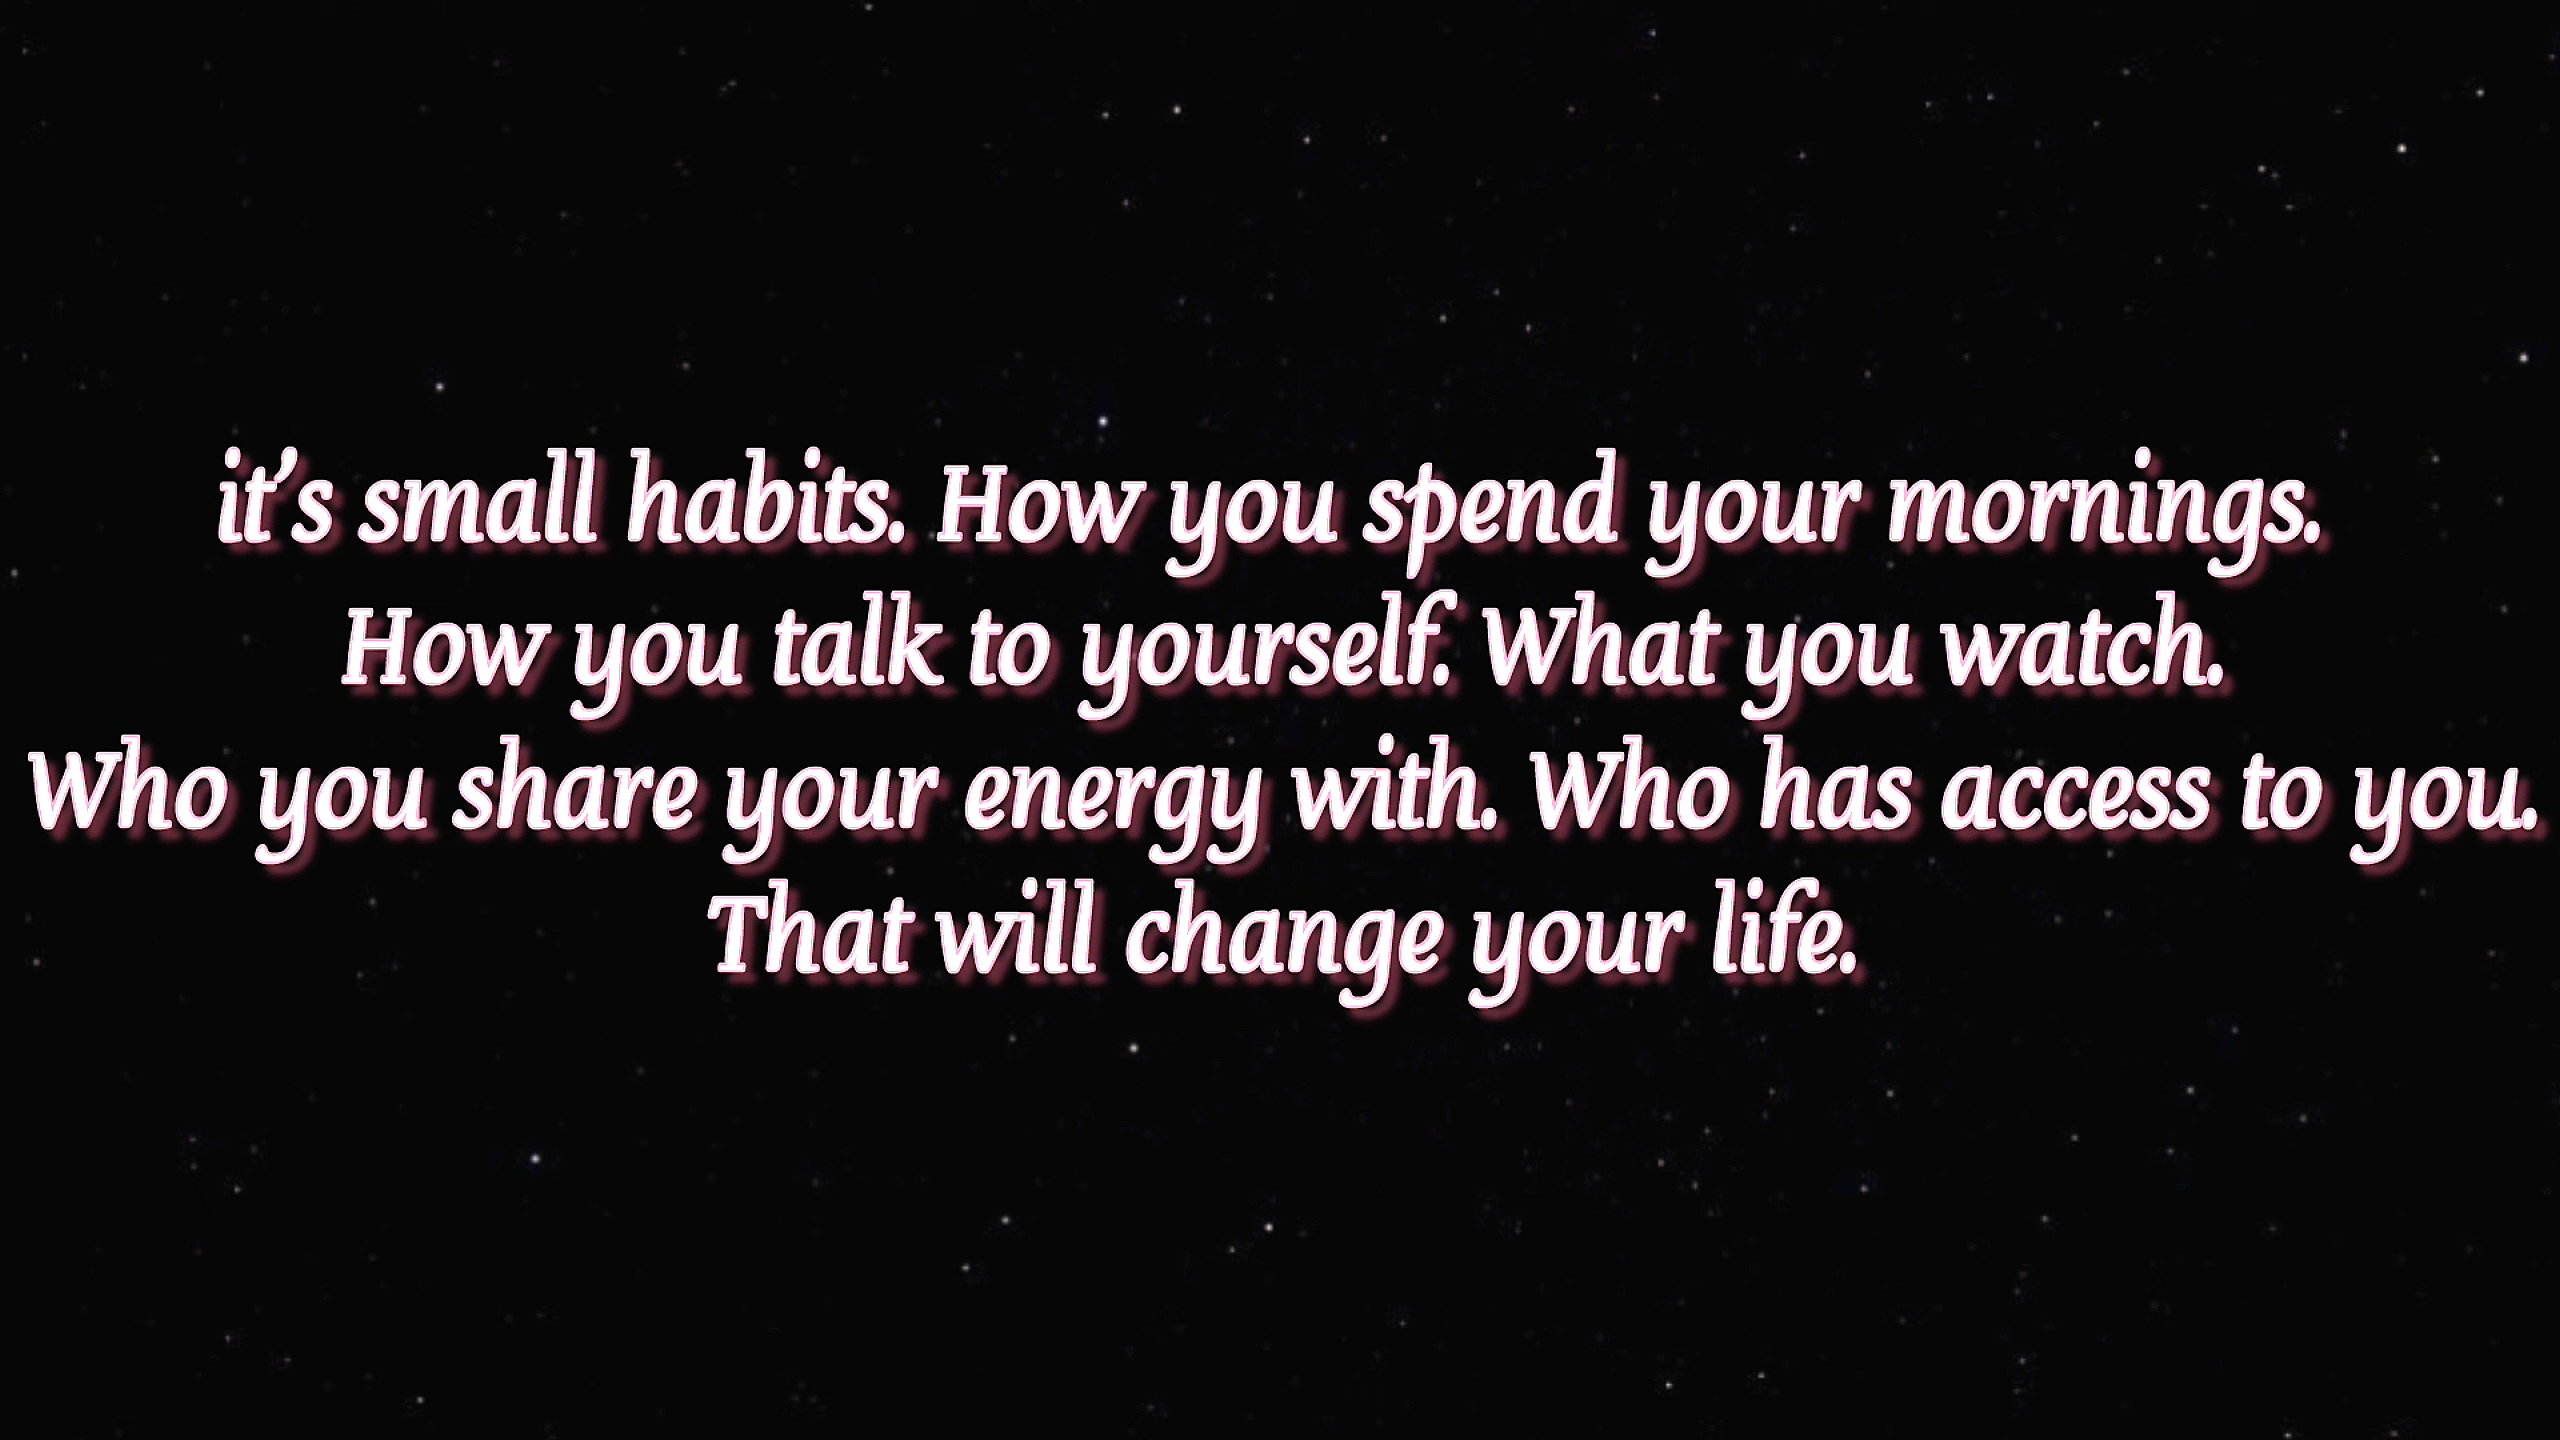 it’s small habits. How you spend your mornings.
How you talk to yourself. What you watch.
Who you share your energy with. Who has access to you.
That will change your life.